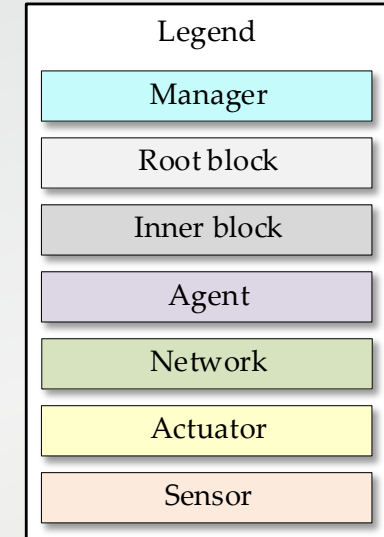 Legend
Manager
Root block
Inner block
Agent
Network
Actuator
Sensor